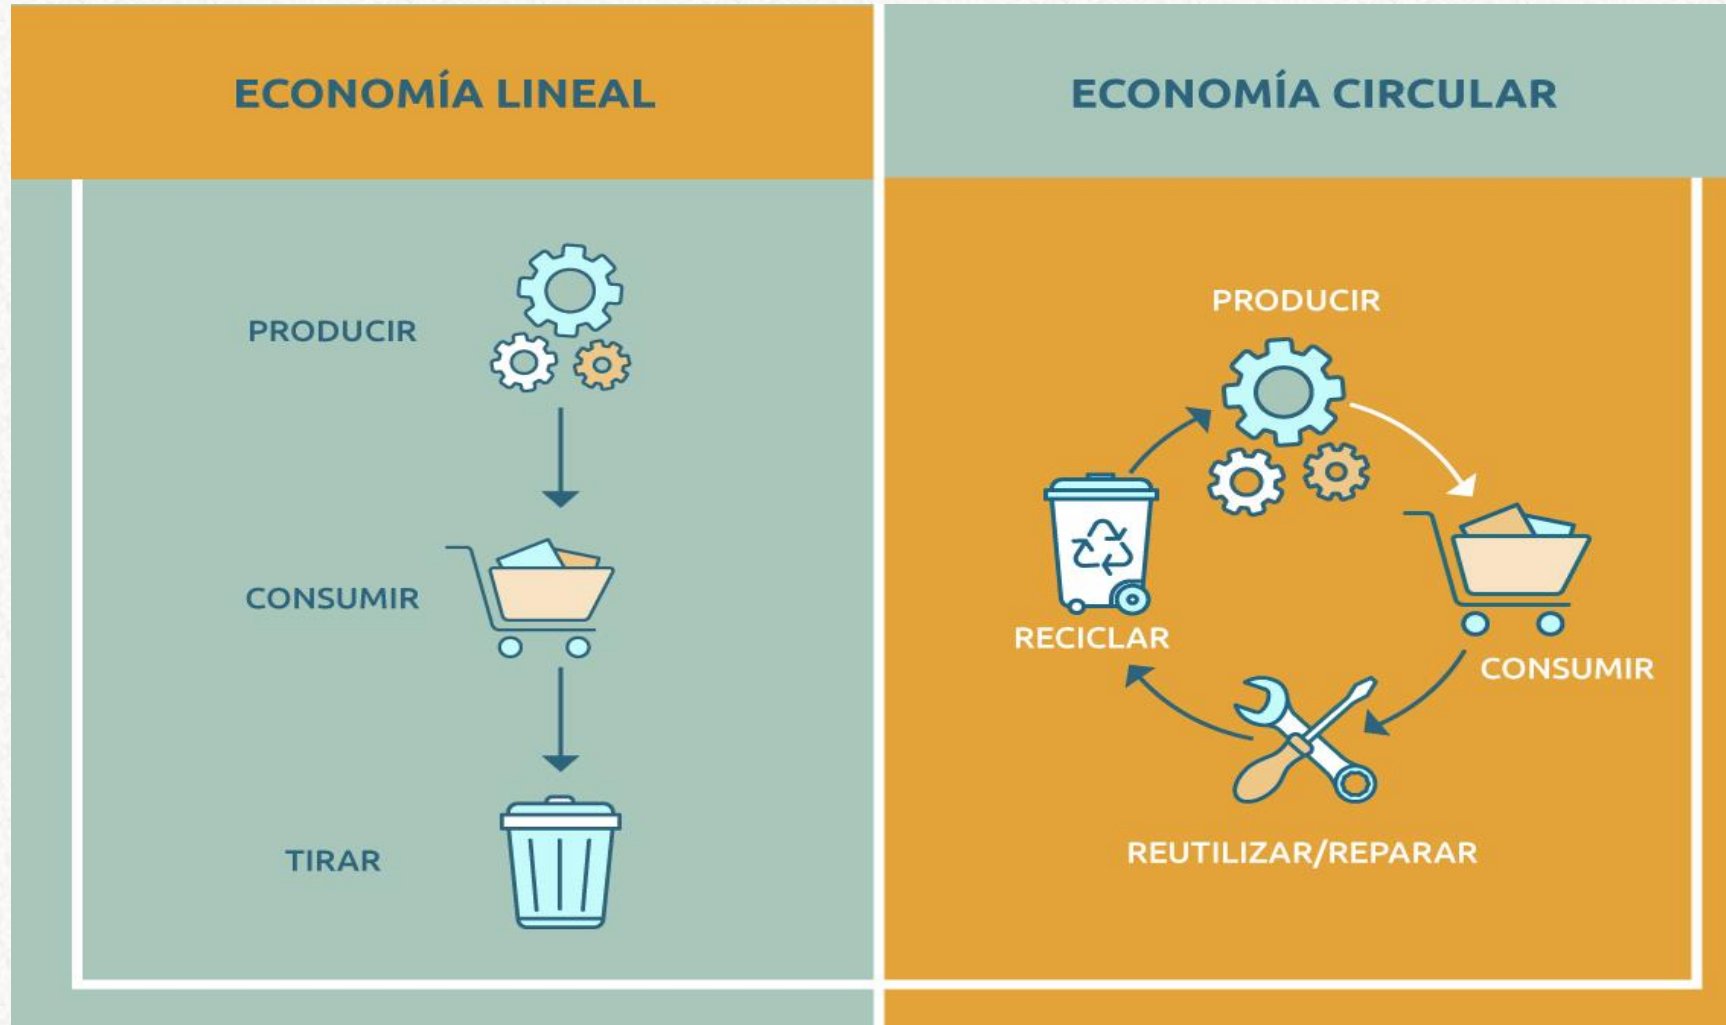 ECONOMÍA LINEAL
PRODUCIR
CONSUMIR
TIRAR
ECONOMÍA CIRCULAR
PRODUCIR
CONSUMIR
REUTILIZAR/REPARAR
RECICLAR